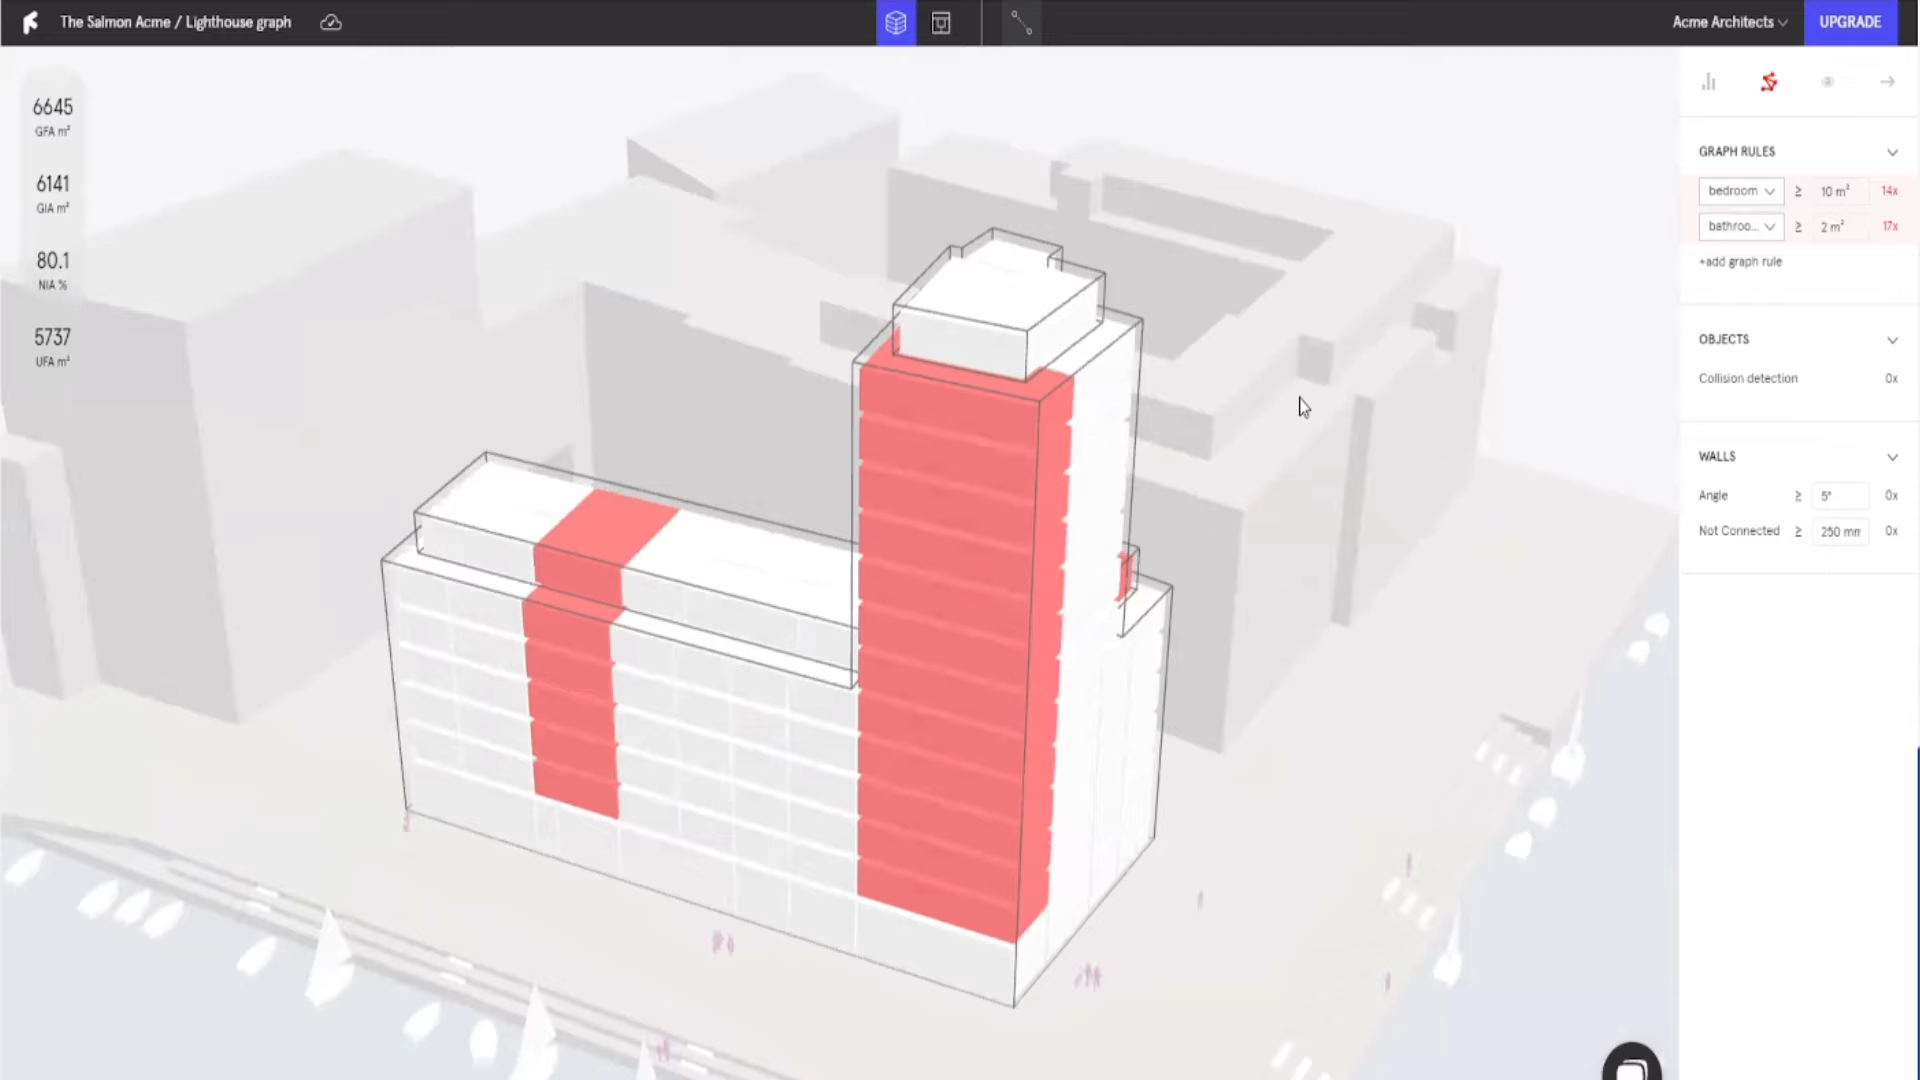 The Salmon Acme / Lighthouse graph
Acme Architects
UPGRADE
6645
GFA m²
6141
GIA m²
80.1
NIA %
5737
UFA m²
GRAPH RULES
bedroom ≥ 10 m² 14x
bathroo... ≥ 2 m² 17x
+add graph rule
OBJECTS
Collision detection 0x
WALLS
Angle ≥ 5° 0x
Not Connected ≥ 250 mm 0x